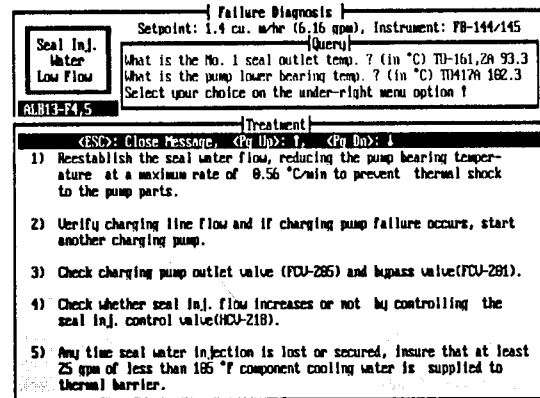 Failure Diagnosis
Setpoint: 1.4 cu. m/hr (6.16 gpm), Instrument: FB-144/145
Seal Inj.
Water
Low Flow
ALB13-F4,5
Query
What is the No. 1 seal outlet temp. ? (in °C) TD-161,2A 93.3
What is the pump lower bearing temp. ? (in °C) TD417A 102.3
Select your choice on the under-right menu option !
Treatment
<ESC>: Close Message, <Pg Up>: ↑, <Pg Dn>: ↓
1) Reestablish the seal water flow, reducing the pump bearing temper-
ature at a maximum rate of 0.56 °C/min to prevent thermal shock
to the pump parts.
2) Verify charging line flow and if charging pump failure occurs, start
another charging pump.
3) Check charging pump outlet valve (FCV-205) and bypass valve(FCV-201).
4) Check whether seal inj. flow increases or not by controlling the
seal inj. control valve(HCV-218).
5) Any time seal water injection is lost or secured, insure that at least
25 gpm of less than 105 °f component cooling water is supplied to
thermal barrier.